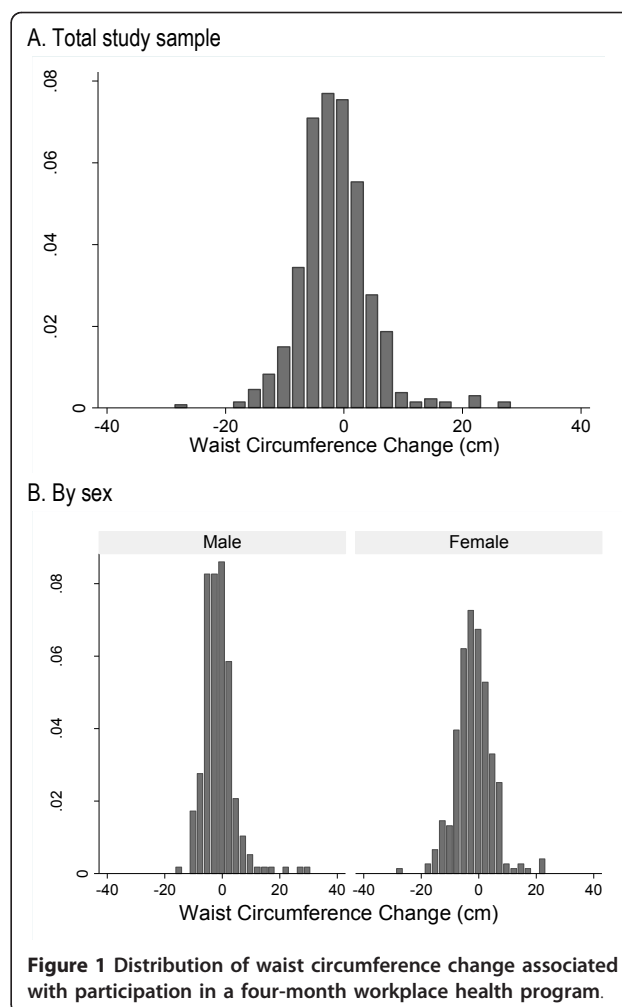 A. Total study sample
.08
.06
.04
.02
0
-40 -20 0 20 40
Waist Circumference Change (cm)
B. By sex
Male Female
.08
.06
.04
.02
0
-40 -20 0 20 40 -40 -20 0 20 40
Waist Circumference Change (cm)
Figure 1 Distribution of waist circumference change associated
with participation in a four-month workplace health program.